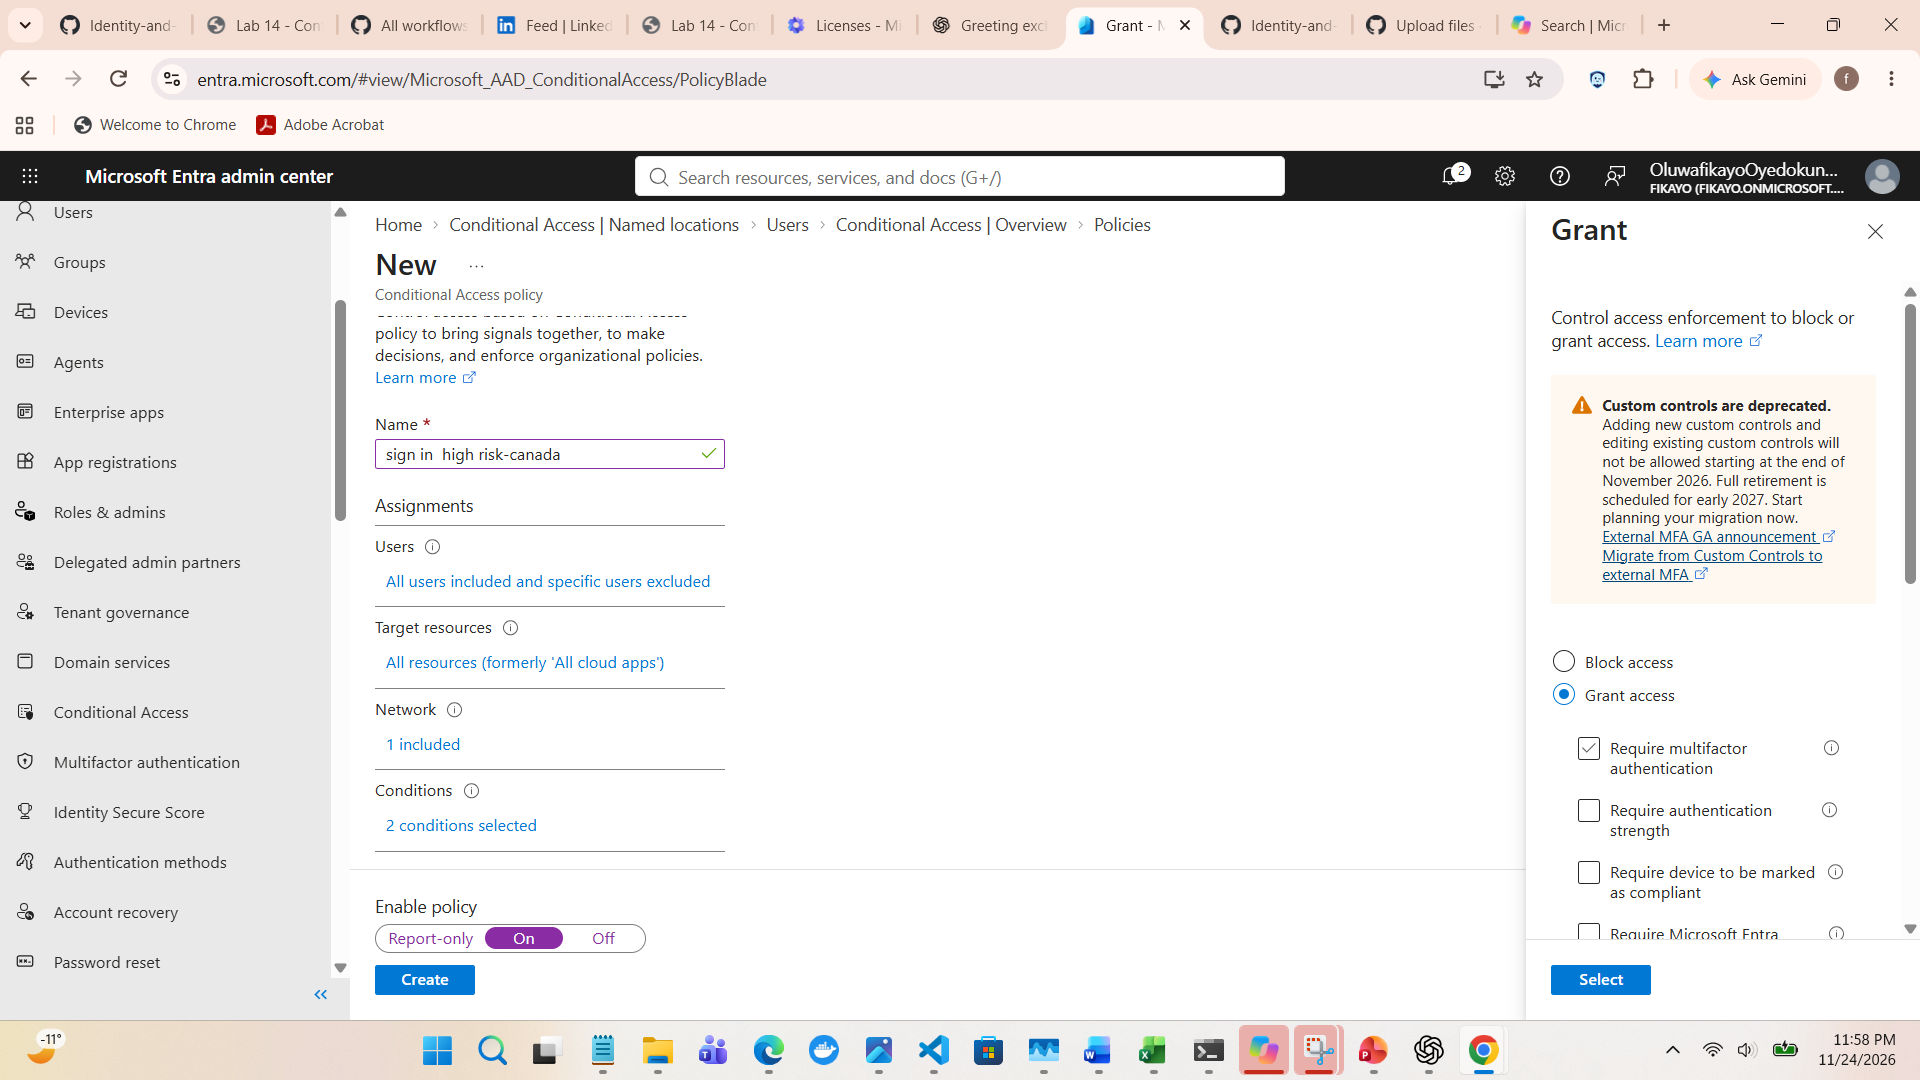 Identity-and-
Lab 14 - Con
All workflows
Feed | Linked
Lab 14 - Con
Licenses - Mi
Greeting exc
Grant - M
Identity-and-
Upload files -
Search | Micr
entra.microsoft.com/#view/Microsoft_AAD_ConditionalAccess/PolicyBlade
Ask Gemini
f
Welcome to Chrome
Adobe Acrobat
Microsoft Entra admin center
Search resources, services, and docs (G+/)
2
OluwafikayoOyedokun...
FIKAYO (FIKAYO.ONMICROSOFT....
Users
Groups
Devices
Agents
Enterprise apps
App registrations
Roles & admins
Delegated admin partners
Tenant governance
Domain services
Conditional Access
Multifactor authentication
Identity Secure Score
Authentication methods
Account recovery
Password reset
Home > Conditional Access | Named locations > Users > Conditional Access | Overview > Policies
New ...
Conditional Access policy
Control access based on Conditional Access
policy to bring signals together, to make
decisions, and enforce organizational policies.
Learn more
Name *
sign in  high risk-canada
Assignments
Users
All users included and specific users excluded
Target resources
All resources (formerly 'All cloud apps')
Network
1 included
Conditions
2 conditions selected
Enable policy
Report-only On Off
Create
Grant
Control access enforcement to block or
grant access. Learn more
Custom controls are deprecated.
Adding new custom controls and
editing existing custom controls will
not be allowed starting at the end of
November 2026. Full retirement is
scheduled for early 2027. Start
planning your migration now.
External MFA GA announcement
Migrate from Custom Controls to
external MFA
Block access
Grant access
Require multifactor
authentication
Require authentication
strength
Require device to be marked
as compliant
Require Microsoft Entra
Select
-11°
11:58 PM
11/24/2026